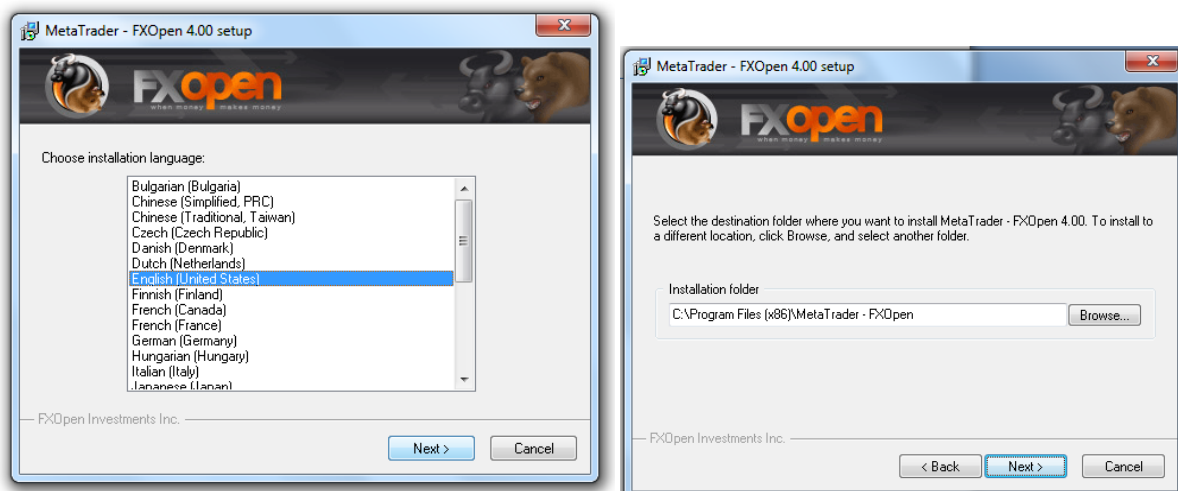 MetaTrader - FXOpen 4.00 setup
FXOpen
when money makes money
Choose installation language:
Bulgarian (Bulgaria)
Chinese (Simplified, PRC)
Chinese (Traditional, Taiwan)
Czech (Czech Republic)
Danish (Denmark)
Dutch (Netherlands)
English (United States)
Finnish (Finland)
French (Canada)
French (France)
German (Germany)
Hungarian (Hungary)
Italian (Italy)
Japanese (Japan)
FXOpen Investments Inc.
Next >
Cancel
MetaTrader - FXOpen 4.00 setup
FXOpen
when money makes money
Select the destination folder where you want to install MetaTrader - FXOpen 4.00. To install to
a different location, click Browse, and select another folder.
Installation folder
C:\Program Files (x86)\MetaTrader - FXOpen
Browse...
FXOpen Investments Inc.
< Back
Next >
Cancel